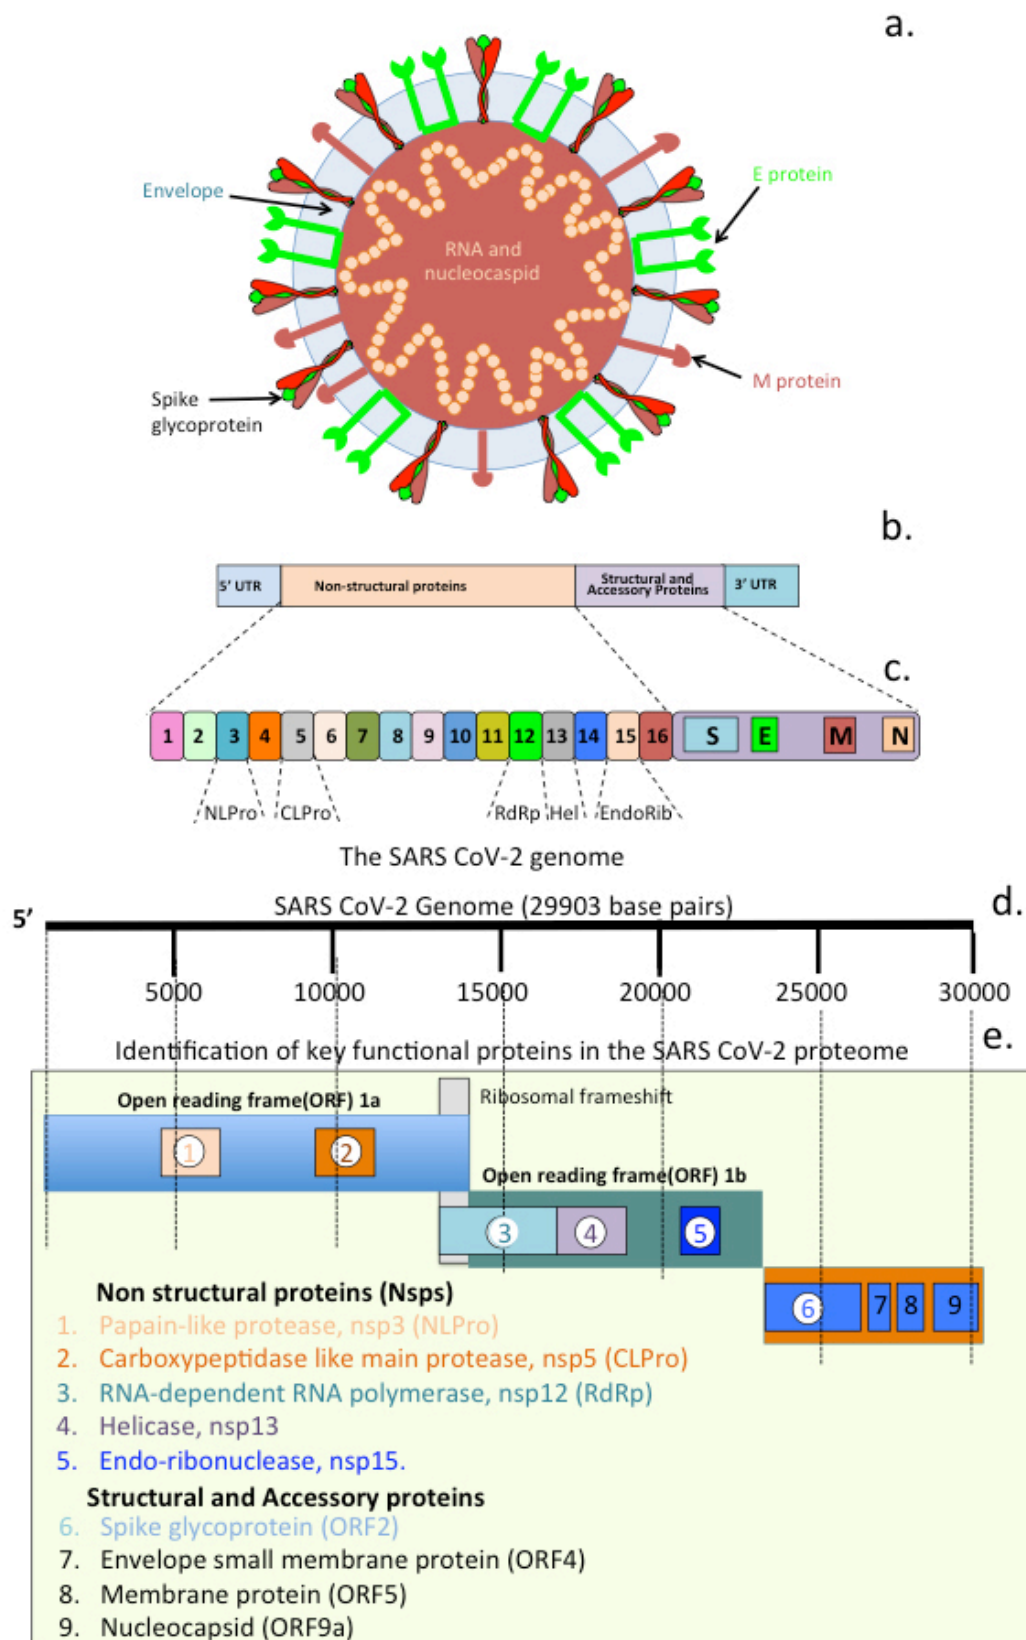 a.
E protein
Envelope
RNA and
nucleocaspid
M protein
Spike
glycoprotein
b.
5' UTR
Non-structural proteins
Structural and
Accessory Proteins
3' UTR
c.
1 2 3 4 5 6 7 8 9 10 11 12 13 14 15 16 S E M N
NLPro CLPro RdRp Hel EndoRib
The SARS CoV-2 genome
d.
SARS CoV-2 Genome (29903 base pairs)
5'
5000 10000 15000 20000 25000 30000
e.
Identification of key functional proteins in the SARS CoV-2 proteome
Open reading frame(ORF) 1a
Ribosomal frameshift
1 2
Open reading frame(ORF) 1b
3 4 5
6 7 8 9
Non structural proteins (Nsps)
1. Papain-like protease, nsp3 (NLPro)
2. Carboxypeptidase like main protease, nsp5 (CLPro)
3. RNA-dependent RNA polymerase, nsp12 (RdRp)
4. Helicase, nsp13
5. Endo-ribonuclease, nsp15.
Structural and Accessory proteins
6. Spike glycoprotein (ORF2)
7. Envelope small membrane protein (ORF4)
8. Membrane protein (ORF5)
9. Nucleocapsid (ORF9a)